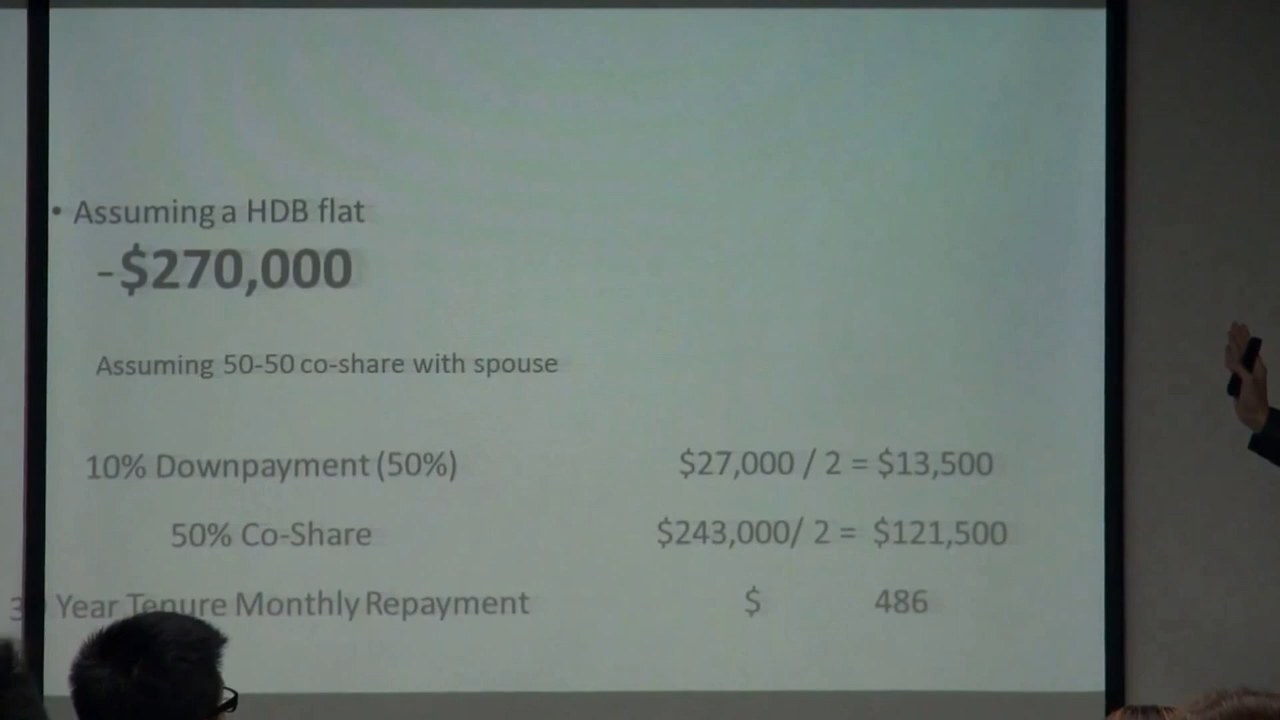 • Assuming a HDB flat
-$270,000
Assuming 50-50 co-share with spouse
10% Downpayment (50%) $27,000 / 2 = $13,500
50% Co-Share $243,000/ 2 = $121,500
Year Tenure Monthly Repayment $ 486